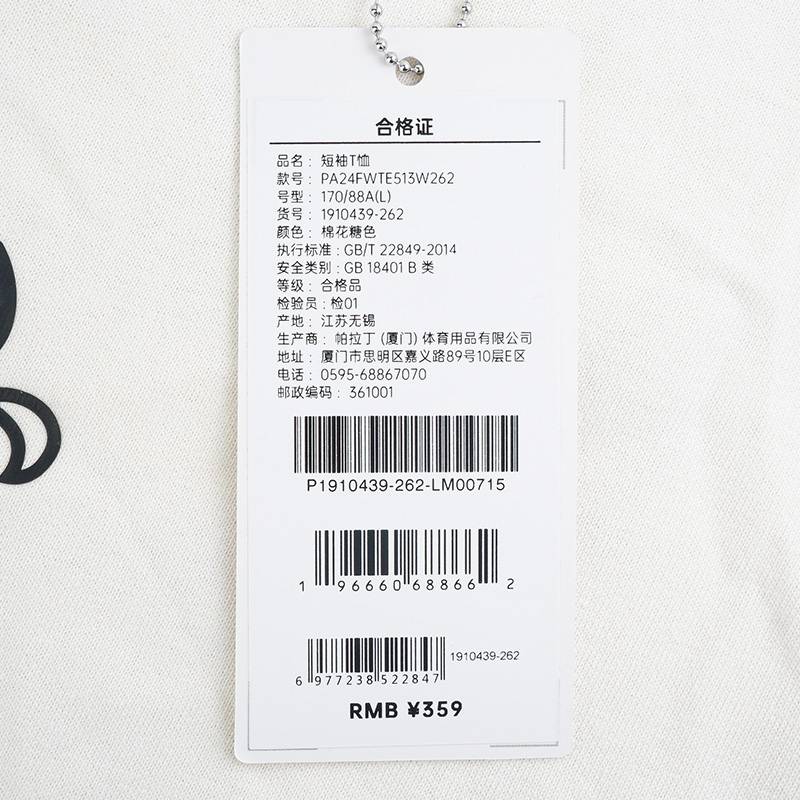 合格证
品名： 短袖T恤
款号： PA24FWTE513W262
号型： 170/88A(L)
货号： 1910439-262
颜色： 棉花糖色
执行标准：GB/T 22849-2014
安全类别：GB 18401 B 类
等级： 合格品
检验员：检01
产地： 江苏无锡
生产商： 帕拉丁 (厦门) 体育用品有限公司
地址： 厦门市思明区嘉义路89号10层E区
电话： 0595-68867070
邮政编码： 361001
P1910439-262-LM00715
1 96660 68866 2
1910439-262
6 977238 522847
RMB ¥359